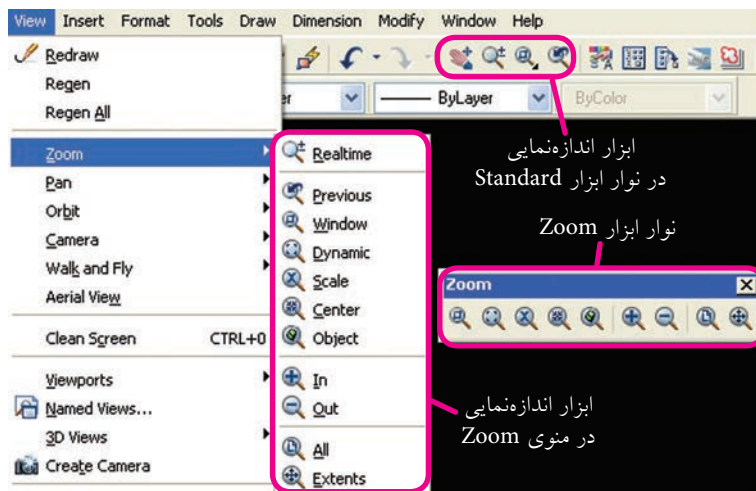 View Insert Format Tools Draw Dimension Modify Window Help
Redraw
Regen
Regen All
ByLayer
ByColor
Zoom
Pan
Orbit
Camera
Walk and Fly
Aerial View
Clean Screen CTRL+0
Viewports
Named Views...
3D Views
Create Camera
Realtime
Previous
Window
Dynamic
Scale
Center
Object
In
Out
All
Extents
ابزار اندازه‌نمایی
در نوار ابزار Standard
نوار ابزار Zoom
Zoom
ابزار اندازه‌نمایی
در منوی Zoom